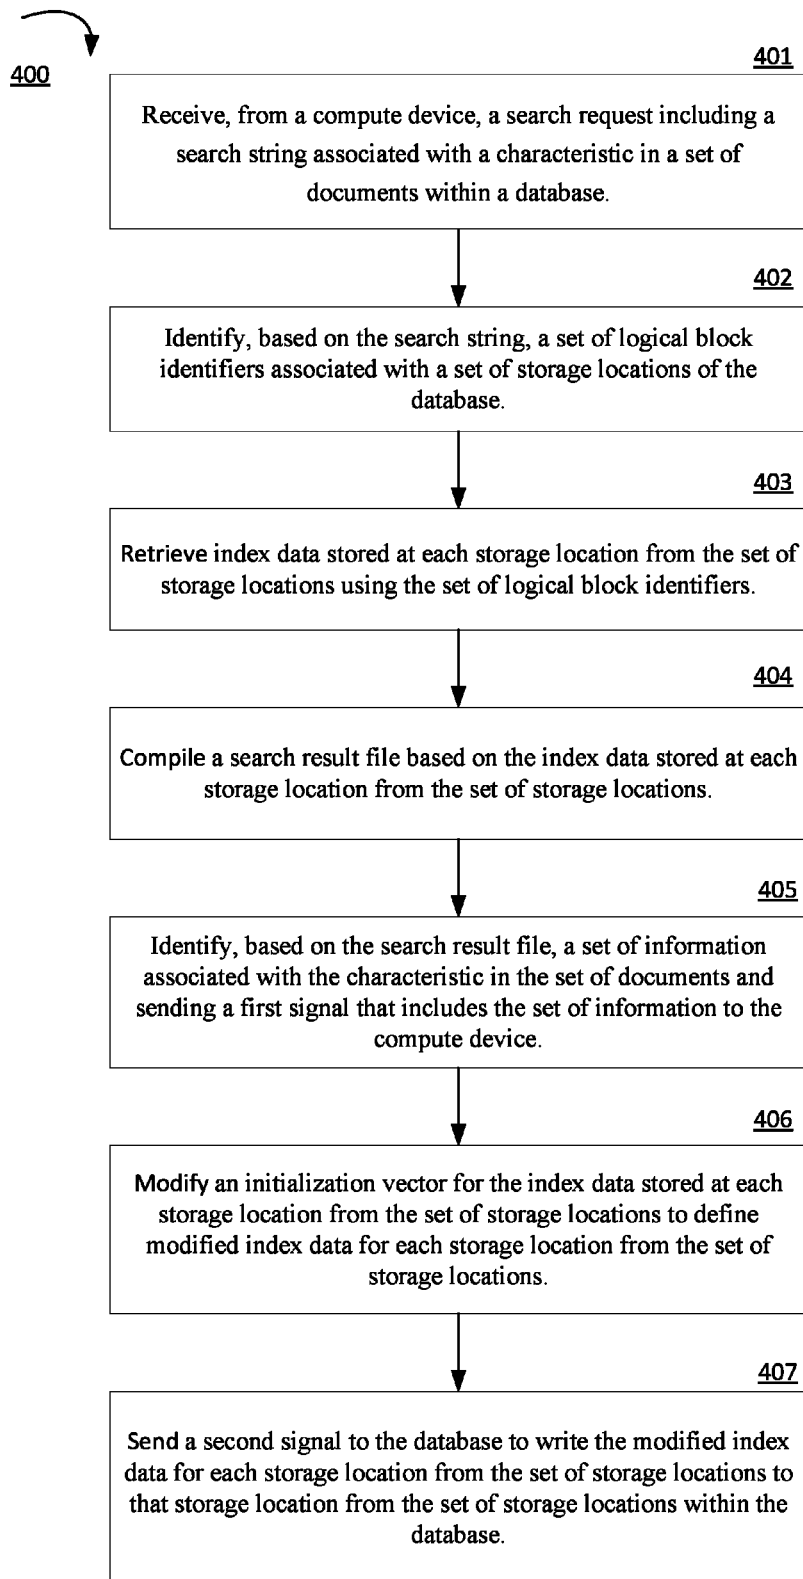 400
401
Receive, from a compute device, a search request including a
search string associated with a characteristic in a set of
documents within a database.
402
Identify, based on the search string, a set of logical block
identifiers associated with a set of storage locations of the
database.
403
Retrieve index data stored at each storage location from the set of
storage locations using the set of logical block identifiers.
404
Compile a search result file based on the index data stored at each
storage location from the set of storage locations.
405
Identify, based on the search result file, a set of information
associated with the characteristic in the set of documents and
sending a first signal that includes the set of information to the
compute device.
406
Modify an initialization vector for the index data stored at each
storage location from the set of storage locations to define
modified index data for each storage location from the set of
storage locations.
407
Send a second signal to the database to write the modified index
data for each storage location from the set of storage locations to
that storage location from the set of storage locations within the
database.